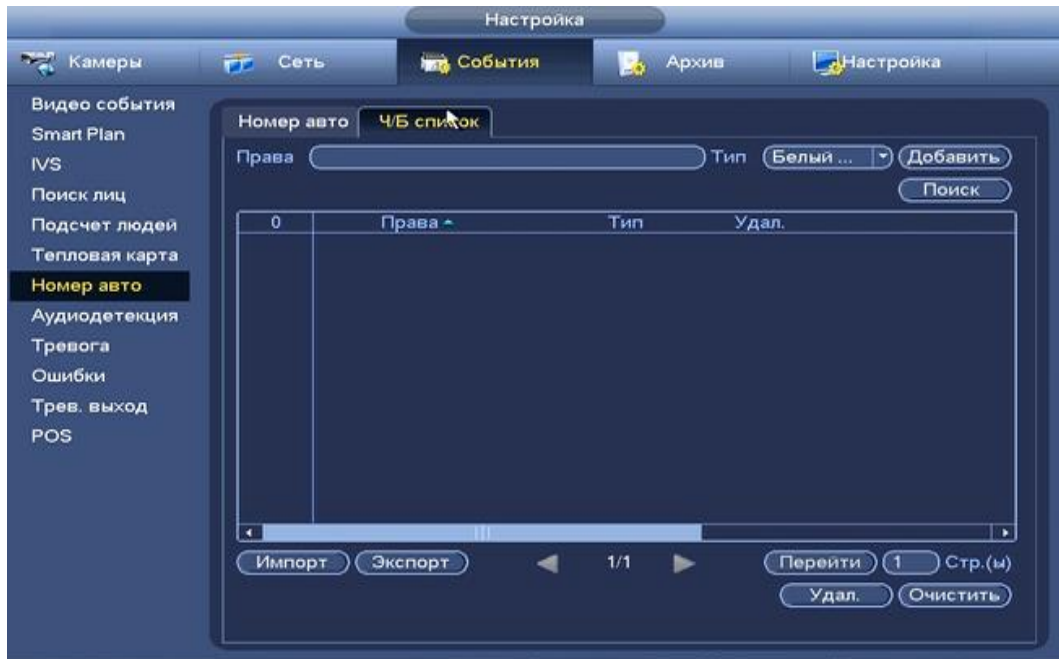 Настройка
Камеры Сеть События Архив Настройка
Видео события
Smart Plan
IVS
Поиск лиц
Подсчет людей
Тепловая карта
Номер авто
Аудиодетекция
Тревога
Ошибки
Трев. выход
POS
Номер авто Ч/Б список
Права Тип Белый ... Добавить
Поиск
0 Права Тип Удал.
Импорт Экспорт 1/1 Перейти 1 Стр.(ы)
Удал. Очистить